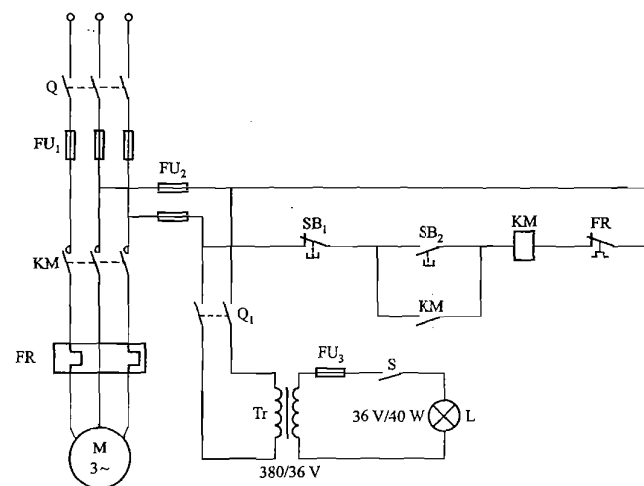 Q
FU₁
FU₂
SB₁
SB₂
KM
FR
KM
KM
Q₁
FR
FU₃
S
Tr
36 V/40 W
L
M
3~
380/36 V